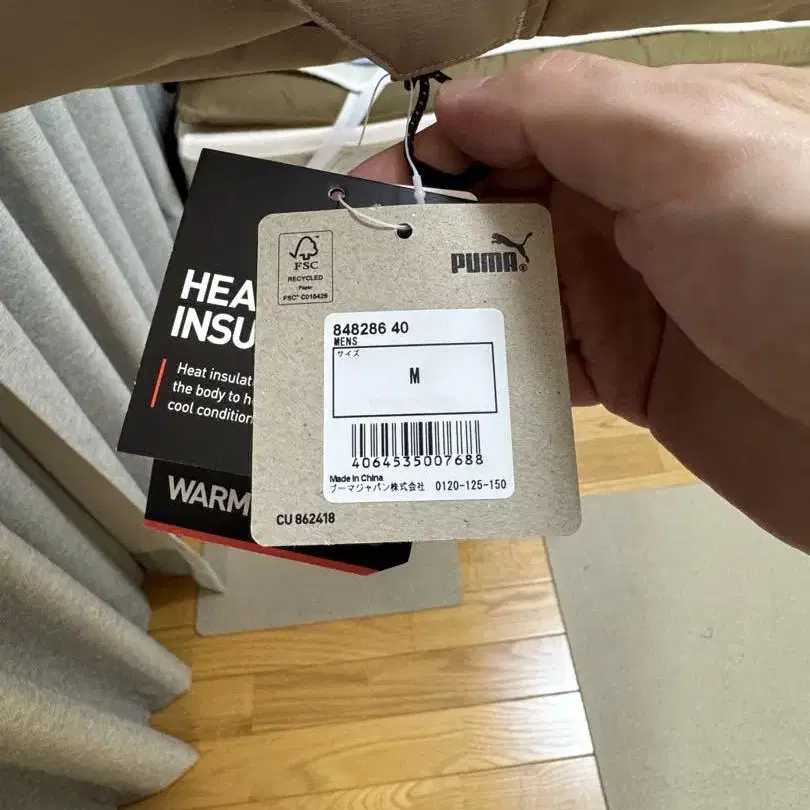 HEA
INSU
Heat insulat
the body to h
cool condition
WARM
FSC
RECYCLED
Paper
FSC® C016426
PUMA®
848286 40
MENS
サイズ
M
4064535007688
Made in China
プーマジャパン株式会社 0120-125-150
CU 862418